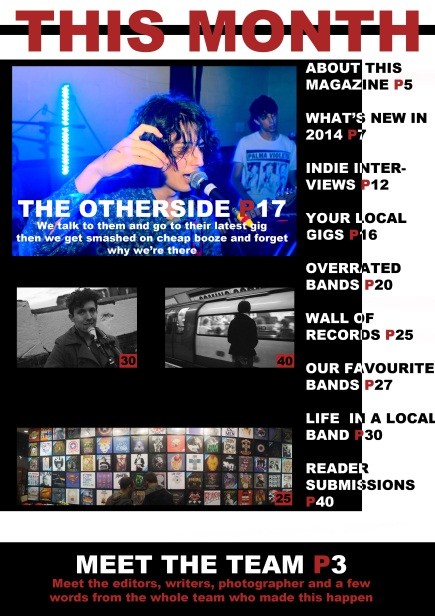 THIS MONTH
ABOUT THIS
MAGAZINE P5
WHAT'S NEW IN
2014 P7
INDIE INTER-
VIEWS P12
YOUR LOCAL
GIGS P16
OVERRATED
BANDS P20
WALL OF
RECORDS P25
OUR FAVOURITE
BANDS P27
LIFE IN A LOCAL
BAND P30
READER
SUBMISSIONS
P40
PALMA VIOLETS
THE OTHERSIDE P17
We talk to them and go to their latest gig
then we get smashed on cheap booze and forget
why we're there
30
40
25
MEET THE TEAM P3
Meet the editors, writers, photographer and a few
words from the whole team who made this happen